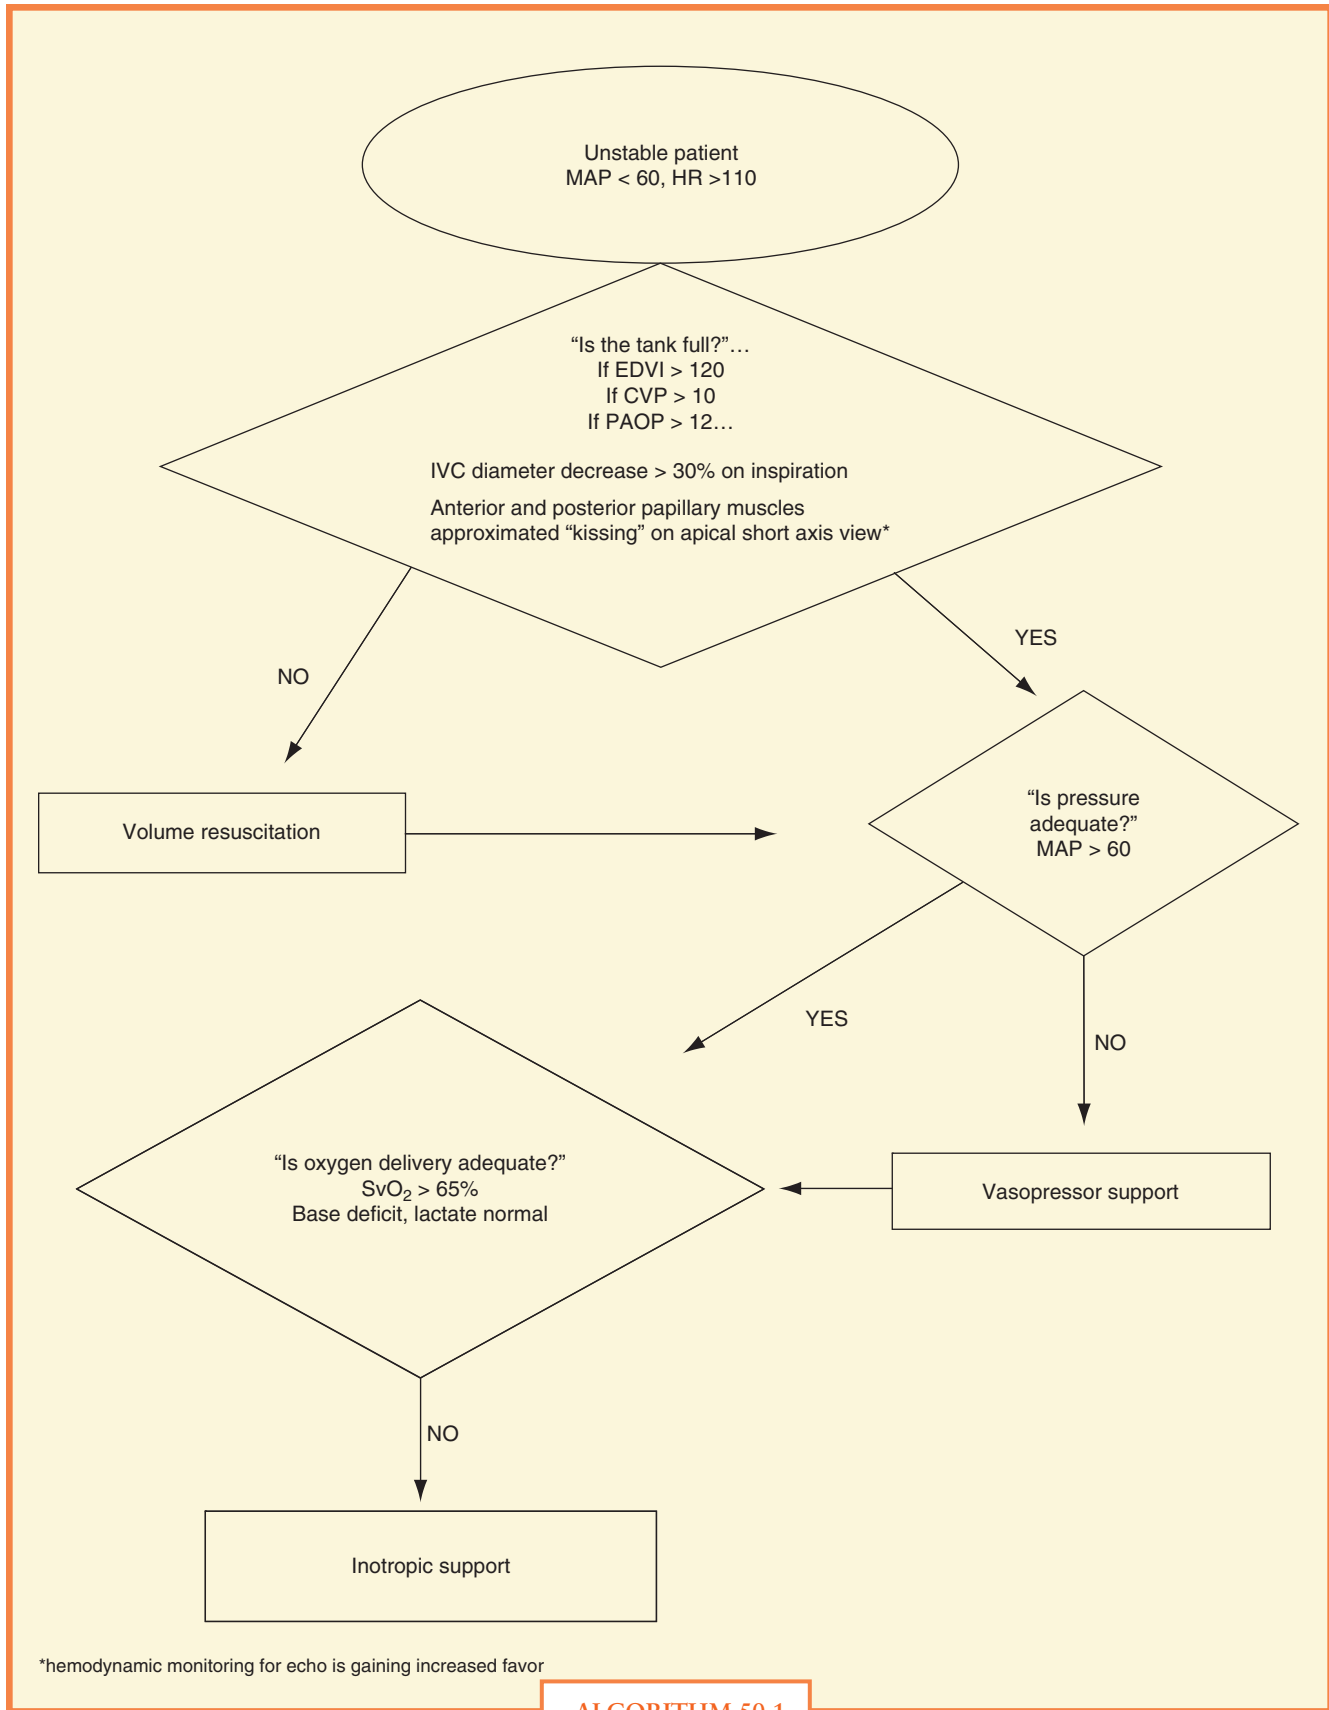 Unstable patient
MAP < 60, HR >110
“Is the tank full?”…
If EDVI > 120
If CVP > 10
If PAOP > 12…
IVC diameter decrease > 30% on inspiration
Anterior and posterior papillary muscles
approximated “kissing” on apical short axis view*
NO
YES
Volume resuscitation
“Is pressure
adequate?”
MAP > 60
YES
NO
“Is oxygen delivery adequate?”
SvO₂ > 65%
Base deficit, lactate normal
Vasopressor support
NO
Inotropic support
*hemodynamic monitoring for echo is gaining increased favor
ALGORITHM 50.1